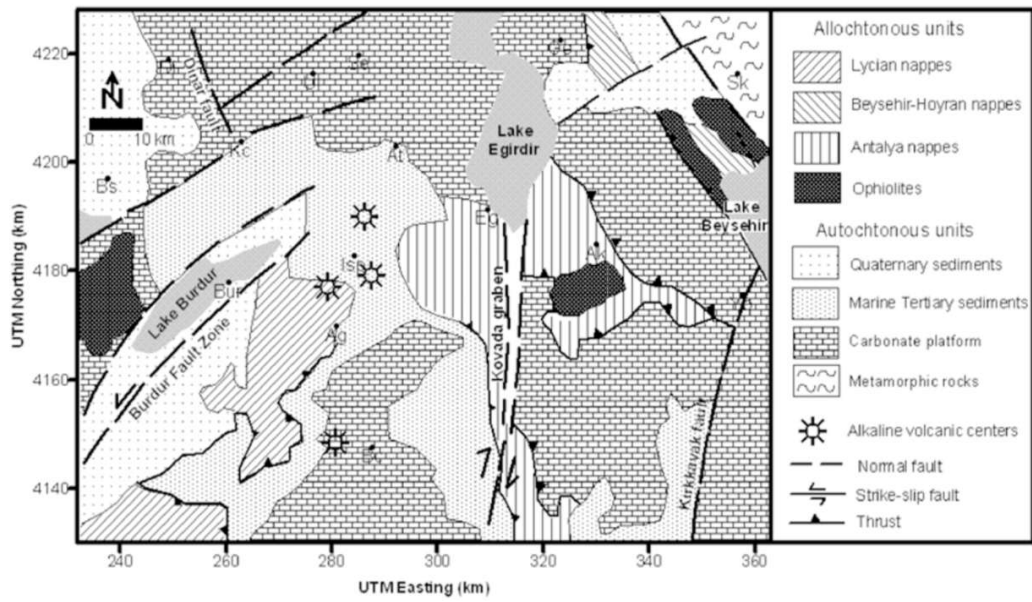 4220
4200
4180
4160
4140
UTM Northing (km)
240
260
280
300
320
340
360
UTM Easting (km)
N
0 10 km
Dinar fault
Se
Sk
Lake
Egirdir
Kc
At
Bs
Eg
Lake
Beysehir
Isp
Bur
Lake Burdur
Burdur Fault Zone
Ag
Kovada graben
Kirkkavak fault
Allochtonous units
Lycian nappes
Beysehir-Hoyran nappes
Antalya nappes
Ophiolites
Autochtonous units
Quaternary sediments
Marine Tertiary sediments
Carbonate platform
Metamorphic rocks
Alkaline volcanic centers
Normal fault
Strike-slip fault
Thrust